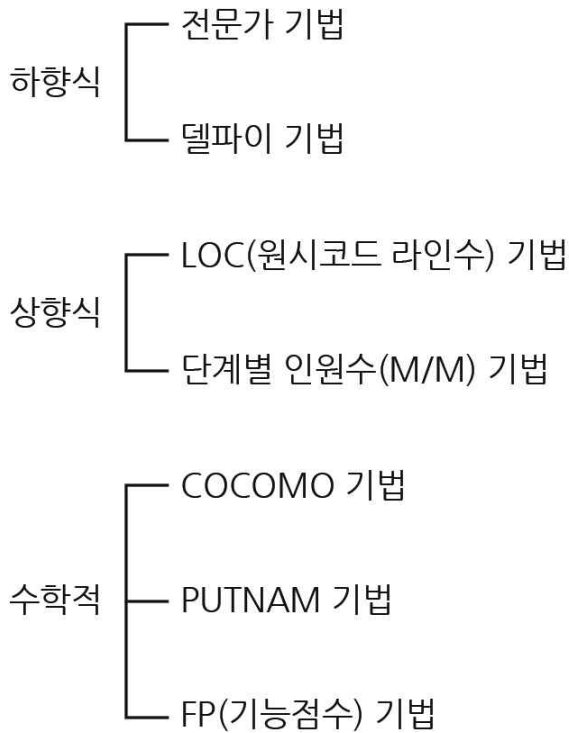 전문가 기법
하향식
델파이 기법
LOC(원시코드 라인수) 기법
상향식
단계별 인원수(M/M) 기법
COCOMO 기법
수학적
PUTNAM 기법
FP(기능점수) 기법